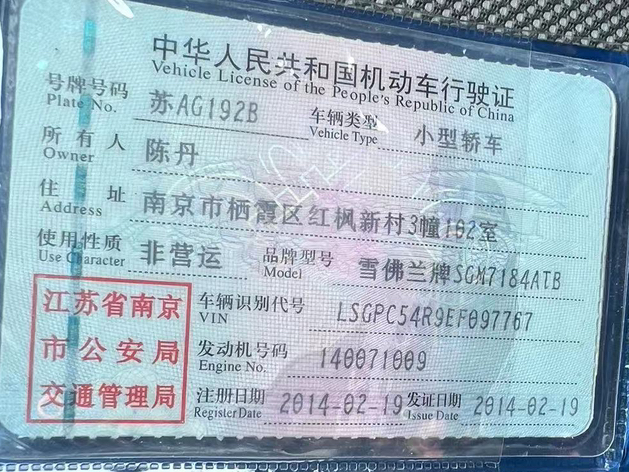 中华人民共和国机动车行驶证
Vehicle License of the People's Republic of China
号牌号码 苏AG192B 车辆类型 小型轿车
Plate No. Vehicle Type
所有人 陈丹
Owner
住址 南京市栖霞区红枫新村3幢102室
Address
使用性质 非营运 品牌型号 雪佛兰牌SGM7184ATB
Use Character Model
江苏省南京
市公安局
交通管理局
车辆识别代号 LSGPC54R9EF097767
VIN
发动机号码 140071009
Engine No.
注册日期 2014-02-19 发证日期 2014-02-19
Register Date Issue Date